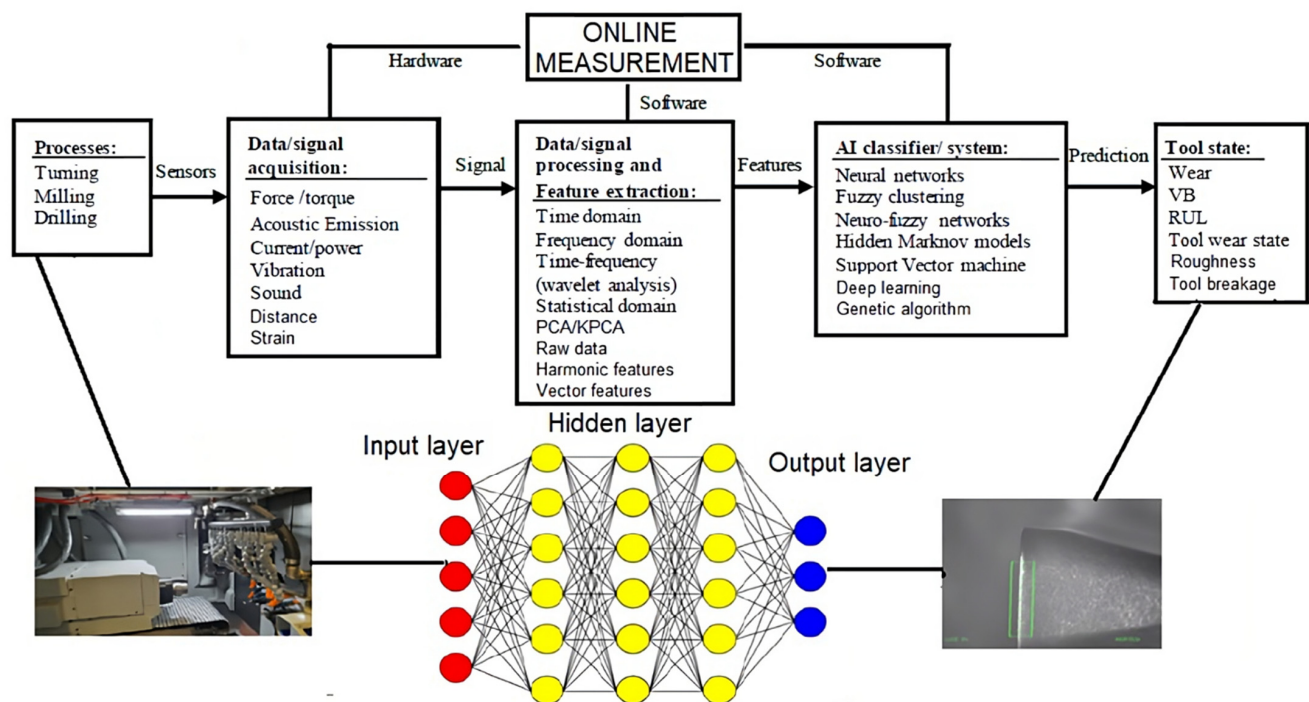 ONLINE
MEASUREMENT
Hardware
Software
Software
Processes:
Turning
Milling
Drilling
Sensors
Data/signal
acquisition:
Force /torque
Acoustic Emission
Current/power
Vibration
Sound
Distance
Strain
Signal
Data/signal
processing and
Feature extraction:
Time domain
Frequency domain
Time-frequency
(wavelet analysis)
Statistical domain
PCA/KPCA
Raw data
Harmonic features
Vector features
Features
AI classifier/ system:
Neural networks
Fuzzy clustering
Neuro-fuzzy networks
Hidden Marknov models
Support Vector machine
Deep learning
Genetic algorithm
Prediction
Tool state:
Wear
VB
RUL
Tool wear state
Roughness
Tool breakage
Input layer
Hidden layer
Output layer